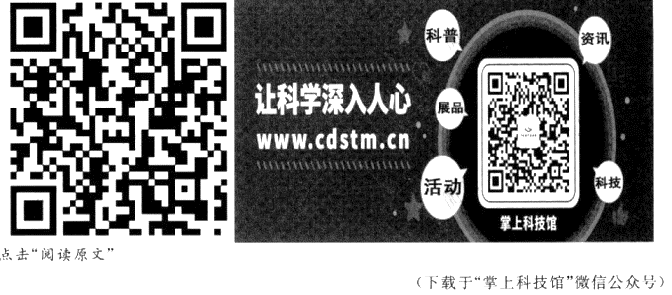 科普
资讯
让科学深入人心
展品
www.cdstm.cn
活动
科技
掌上科技馆
点击“阅读原文”
(下载于“掌上科技馆”微信公众号)